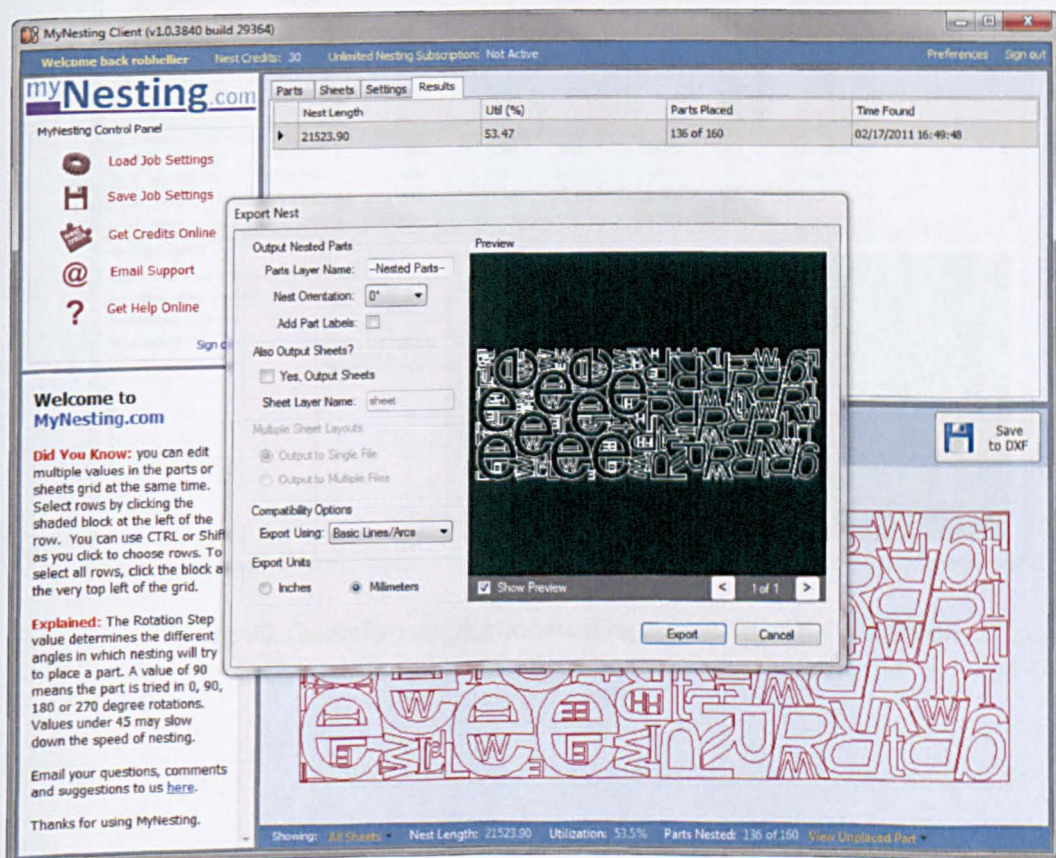 MyNesting Client (v1.0.3840 build 29364)
Welcome back robhellier Nest Credits: 30 Unlimited Nesting Subscription: Not Active Preferences Sign out
myNesting.com
MyNesting Control Panel
Load Job Settings
Save Job Settings
Get Credits Online
@ Email Support
? Get Help Online
Sign
Parts Sheets Settings Results
Nest Length Util (%) Parts Placed Time Found
21523.90 53.47 136 of 160 02/17/2011 16:49:48
Export Nest
Output Nested Parts
Parts Layer Name: --Nested Parts--
Nest Orientation: 0°
Add Part Labels:
Also Output Sheets?
Yes, Output Sheets
Sheet Layer Name: sheet
Multiple Sheet Layouts
Output to Single File
Output to Multiple Files
Compatibility Options
Export Using: Basic Lines/Arcs
Export Units
Inches Millimeters
Preview
Show Preview < 1 of 1 >
Export Cancel
Save
to DXF
Welcome to
MyNesting.com
Did You Know: you can edit
multiple values in the parts or
sheets grid at the same time.
Select rows by clicking the
shaded block at the left of the
row. You can use CTRL or Shif
as you click to choose rows. To
select all rows, click the block a
the very top left of the grid.
Explained: The Rotation Step
value determines the different
angles in which nesting will try
to place a part. A value of 90
means the part is tried in 0, 90,
180 or 270 degree rotations.
Values under 45 may slow
down the speed of nesting.
Email your questions, comments
and suggestions to us here.
Thanks for using MyNesting.
Showing: All Sheets Nest Length: 21523.90 Utilization: 53.5% Parts Nested: 136 of 160 View Unplaced Part